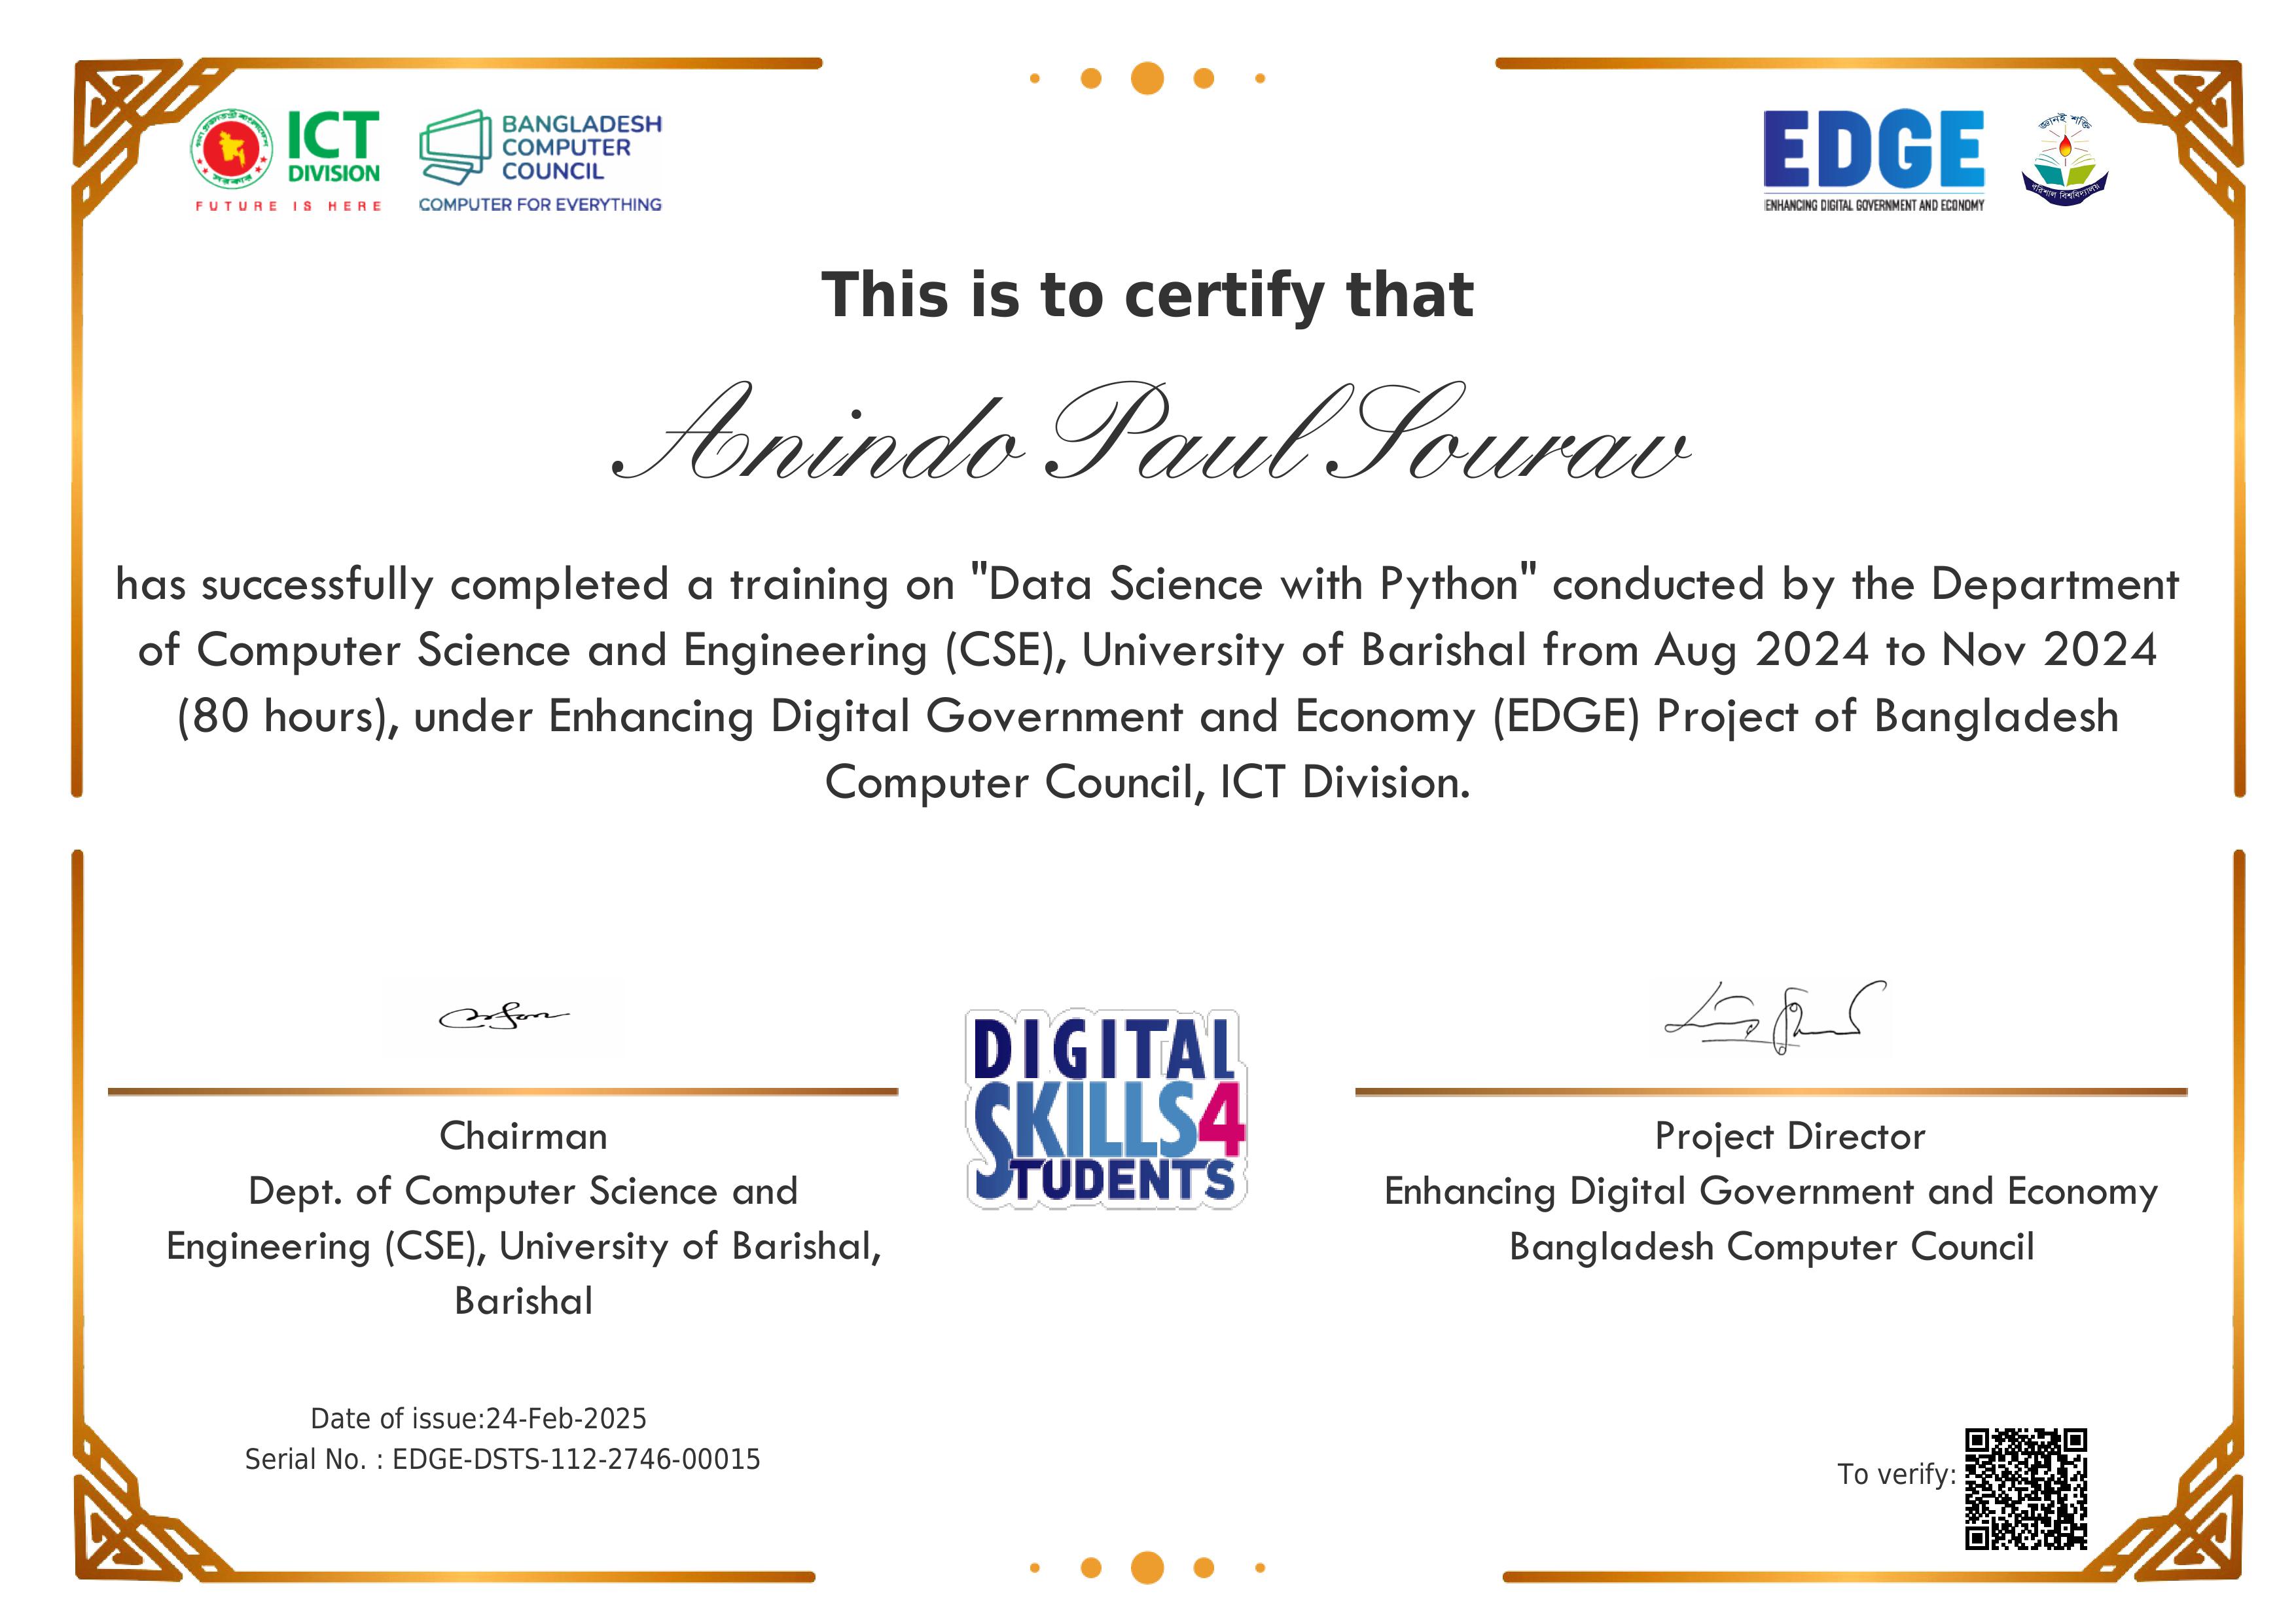 ICT
DIVISION
FUTURE IS HERE
BANGLADESH
COMPUTER
COUNCIL
COMPUTER FOR EVERYTHING
EDGE
ENHANCING DIGITAL GOVERNMENT AND ECONOMY
জ্ঞানই শক্তি
বরিশাল বিশ্ববিদ্যালয়
This is to certify that
Anindo Paul Sourav
has successfully completed a training on "Data Science with Python" conducted by the Department
of Computer Science and Engineering (CSE), University of Barishal from Aug 2024 to Nov 2024
(80 hours), under Enhancing Digital Government and Economy (EDGE) Project of Bangladesh
Computer Council, ICT Division.
DIGITAL
SKILLS4
STUDENTS
Chairman
Dept. of Computer Science and
Engineering (CSE), University of Barishal,
Barishal
Project Director
Enhancing Digital Government and Economy
Bangladesh Computer Council
Date of issue:24-Feb-2025
Serial No. : EDGE-DSTS-112-2746-00015
To verify: